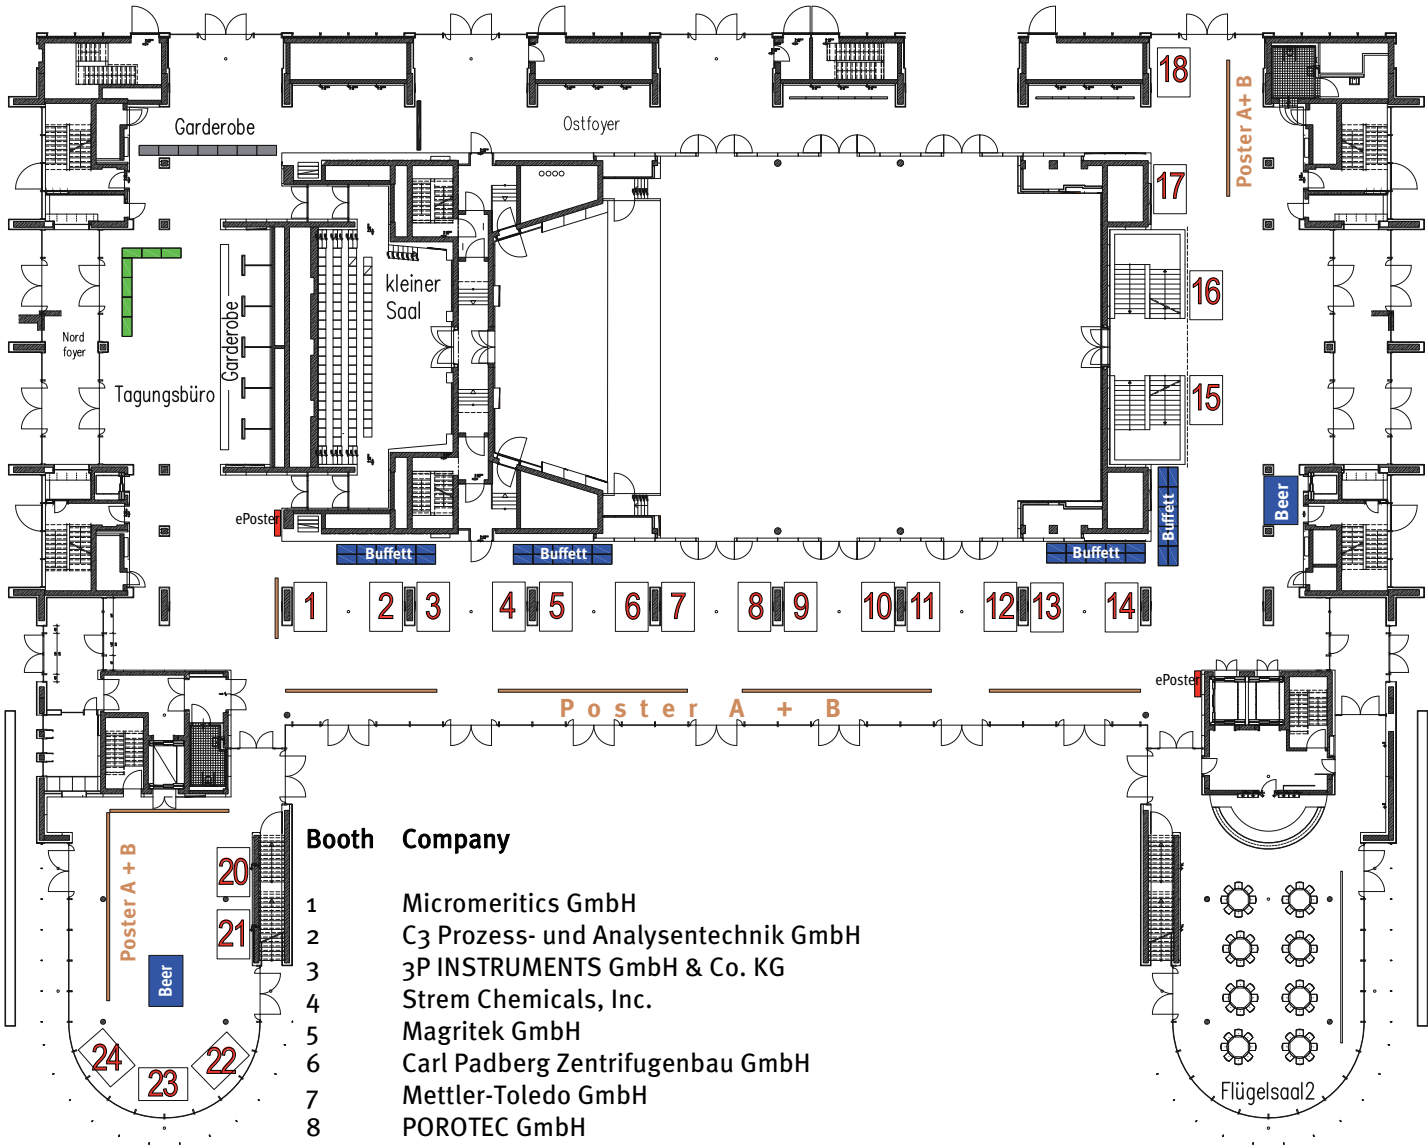 18
Poster A + B
Garderobe
Ostfoyer
17
kleiner
Saal
16
Garderobe
Nord
foyer
Tagungsbüro
15
ePoster
Buffett
Buffett
Buffett
Buffett
Beer
1
2
3
4
5
6
7
8
9
10
11
12
13
14
ePoster
Poster A + B
Poster A + B
20
21
Beer
24
23
22
Booth Company
1 Micromeritics GmbH
2 C3 Prozess- und Analysentechnik GmbH
3 3P INSTRUMENTS GmbH & Co. KG
4 Strem Chemicals, Inc.
5 Magritek GmbH
6 Carl Padberg Zentrifugenbau GmbH
7 Mettler-Toledo GmbH
8 POROTEC GmbH
Flügelsaal2